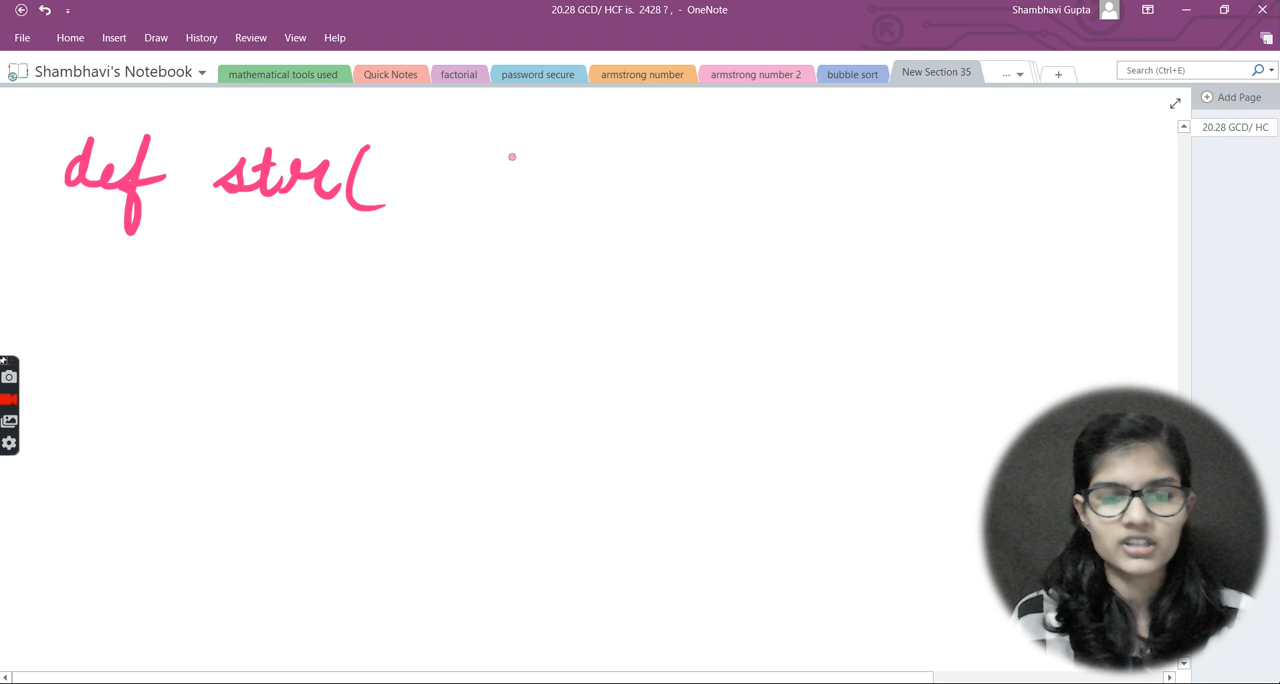 20.28 GCD/ HCF is. 2428 ? , - OneNote
Shambhavi Gupta
File Home Insert Draw History Review View Help
Shambhavi's Notebook
mathematical tools used
Quick Notes
factorial
password secure
armstrong number
armstrong number 2
bubble sort
New Section 35
...
+
Search (Ctrl+E)
Add Page
20.28 GCD/ HC
def str(